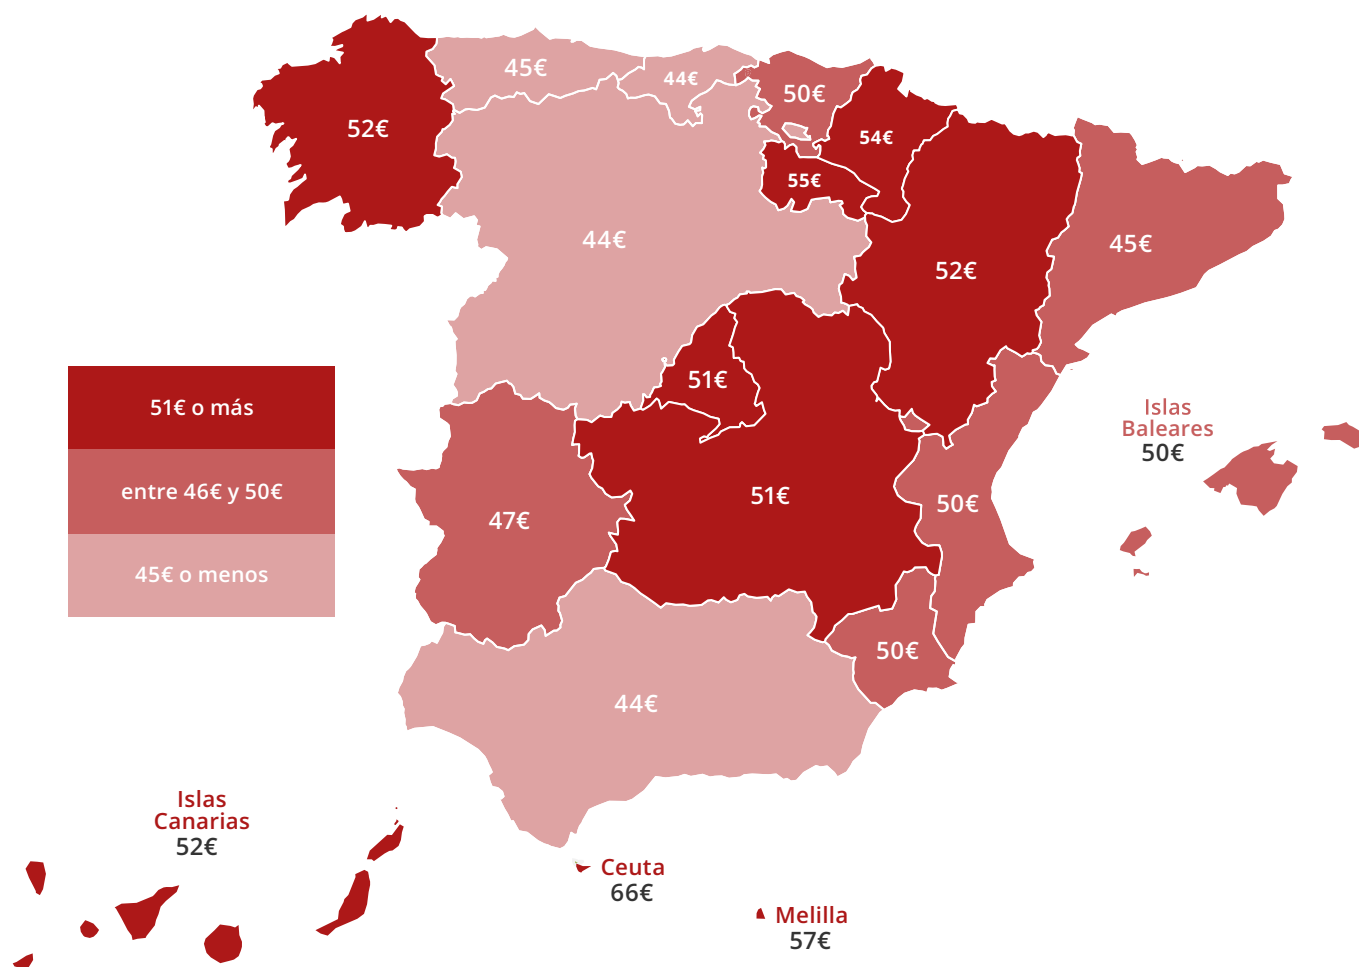 45€
44€
50€
52€
54€
55€
44€
45€
52€
51€
51€ o más
Islas
Baleares
50€
entre 46€ y 50€
51€
50€
47€
45€ o menos
50€
44€
Islas
Canarias
52€
Ceuta
66€
Melilla
57€